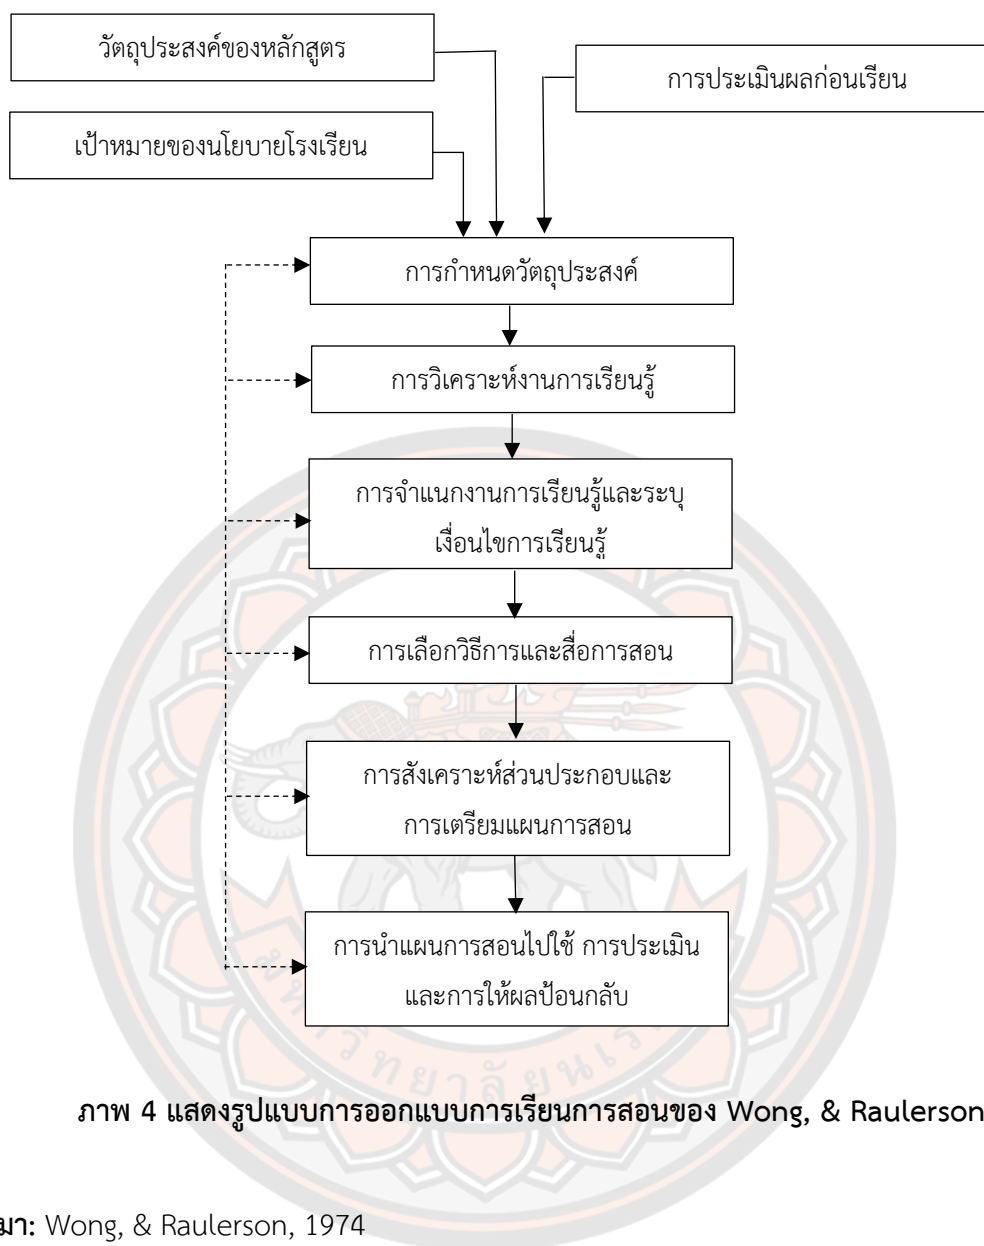 วัตถุประสงค์ของหลักสูตร
การประเมินผลก่อนเรียน
เป้าหมายของนโยบายโรงเรียน
การกำหนดวัตถุประสงค์
การวิเคราะห์งานการเรียนรู้
การจำแนกงานการเรียนรู้และระบุ
เงื่อนไขการเรียนรู้
การเลือกวิธีการและสื่อการสอน
การสังเคราะห์ส่วนประกอบและ
การเตรียมแผนการสอน
การนำแผนการสอนไปใช้ การประเมิน
และการให้ผลป้อนกลับ
ภาพ 4 แสดงรูปแบบการออกแบบการเรียนการสอนของ Wong, & Raulerson
มา: Wong, & Raulerson, 1974